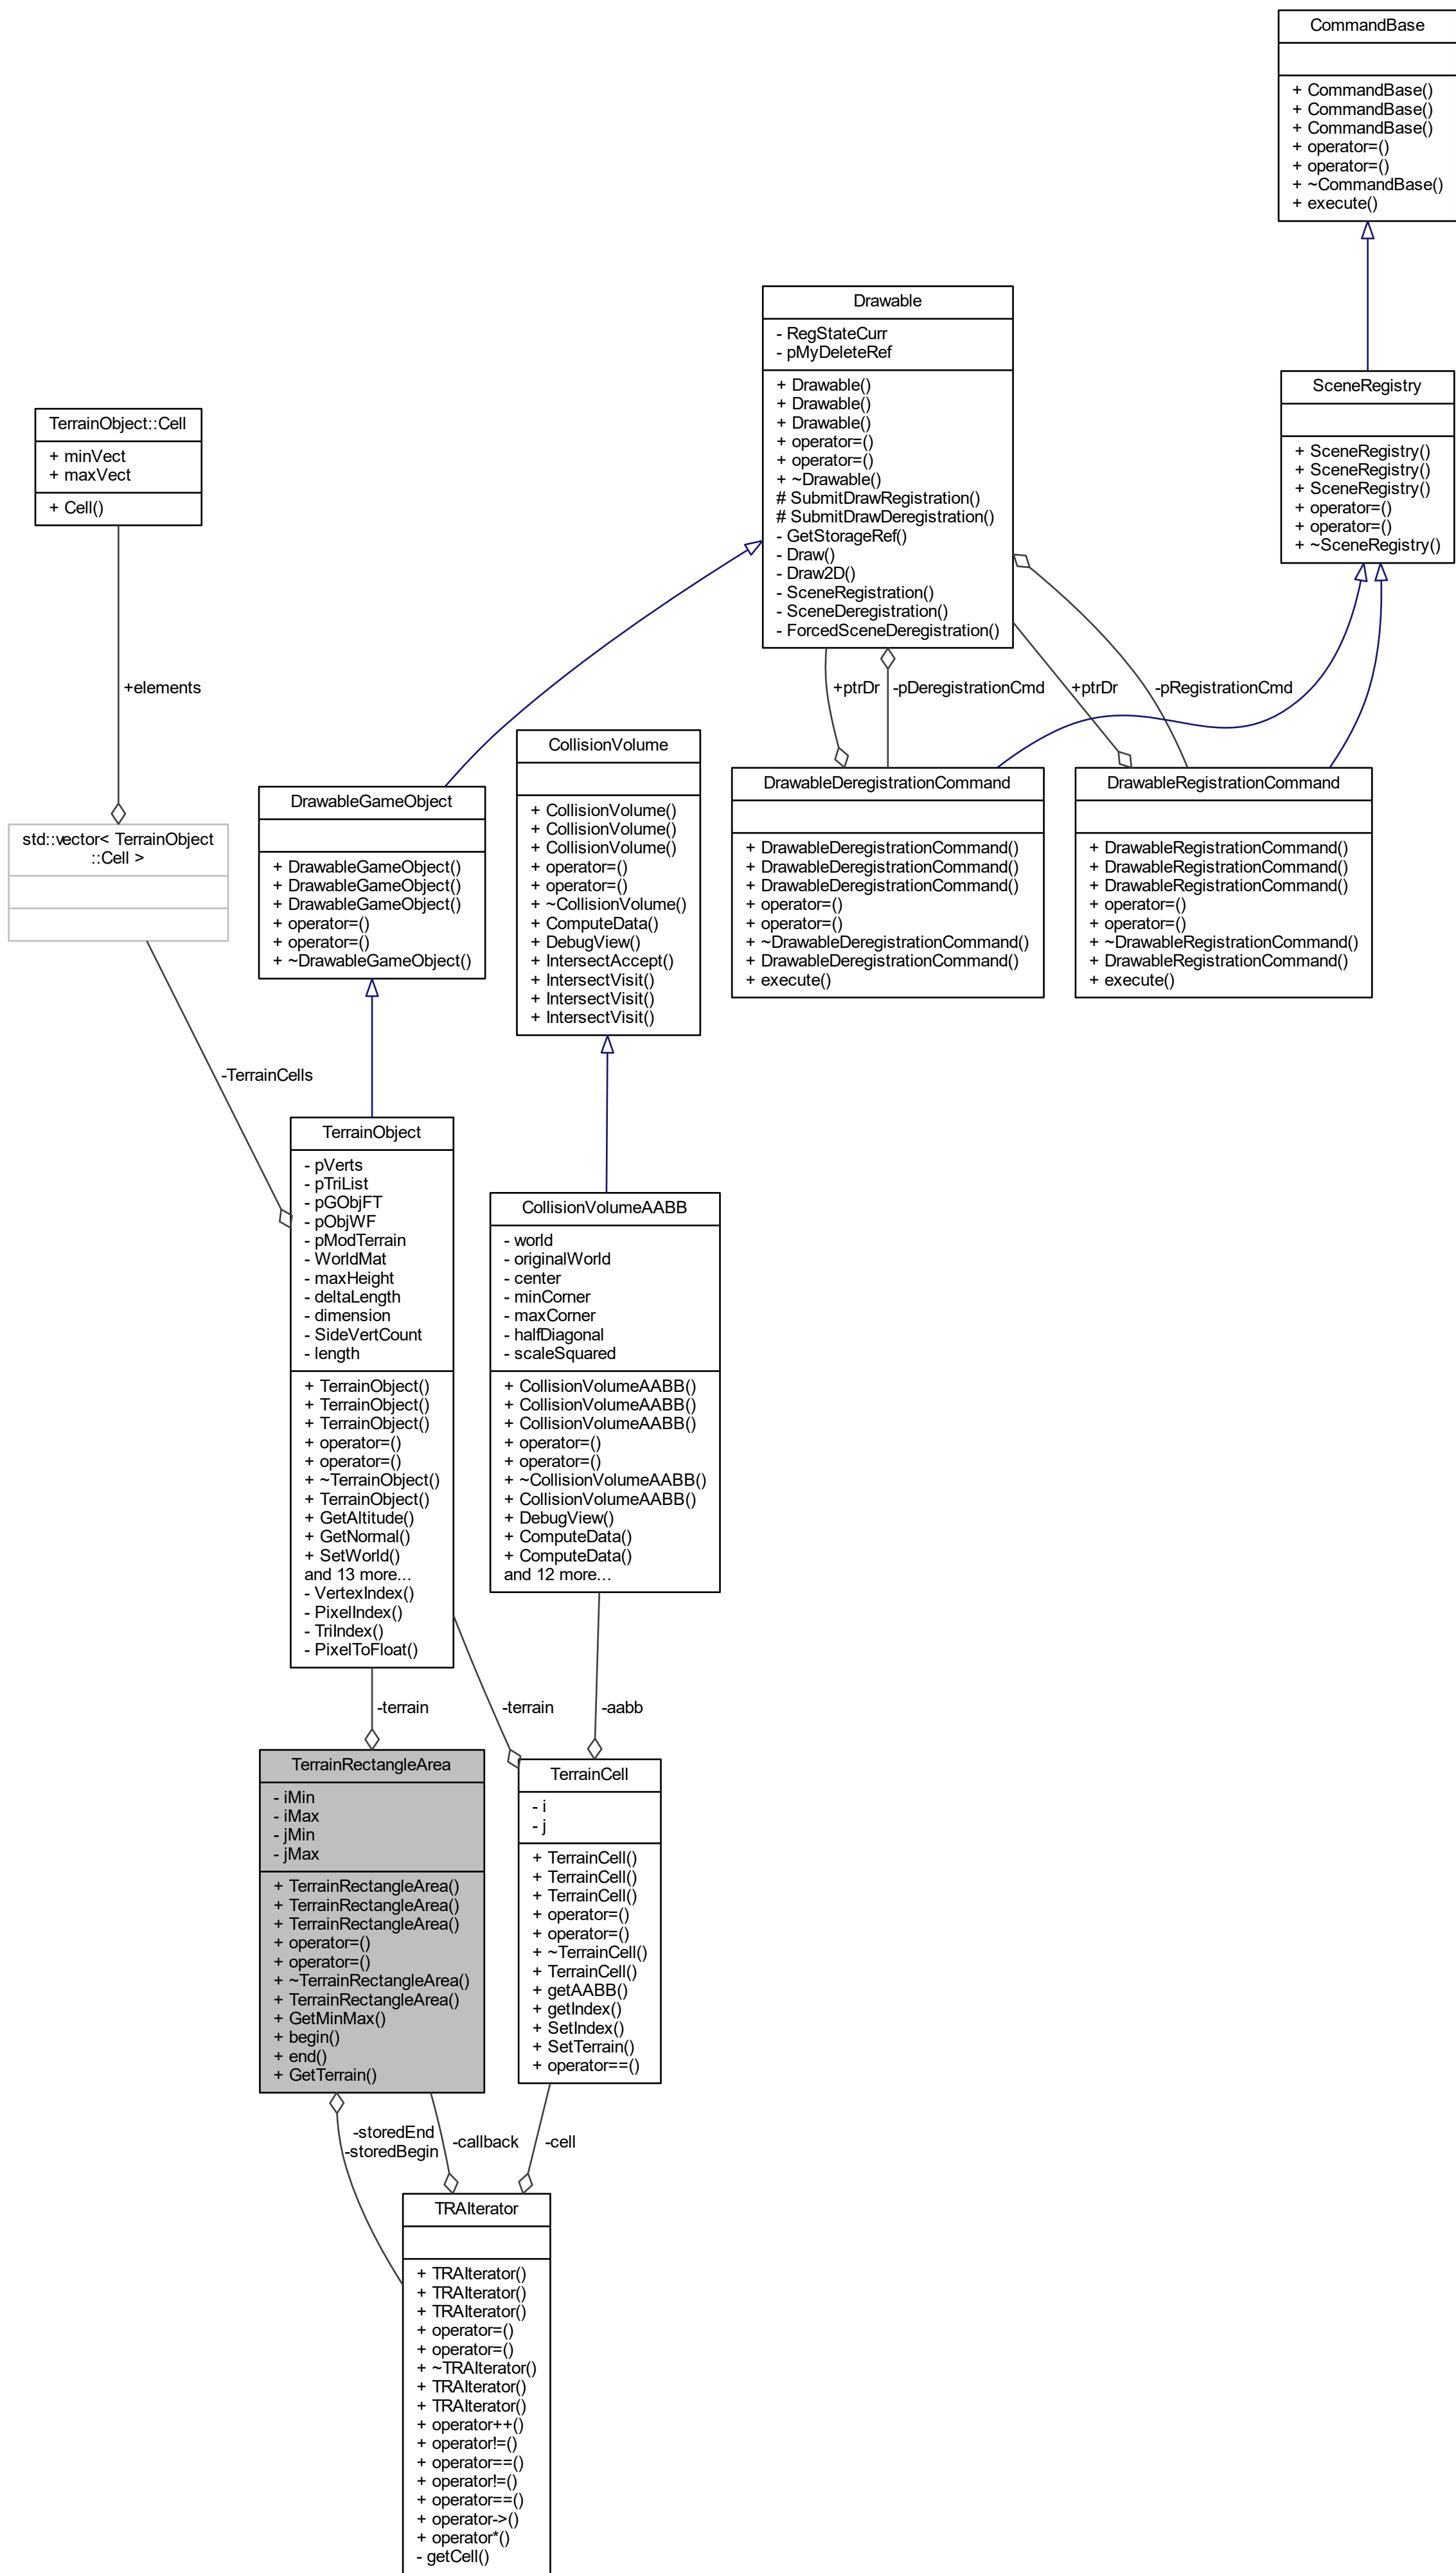 CommandBase
+ CommandBase()
+ CommandBase()
+ CommandBase()
+ operator=()
+ operator=()
+ ~CommandBase()
+ execute()
Drawable
- RegStateCurr
- pMyDeleteRef
+ Drawable()
+ Drawable()
+ Drawable()
+ operator=()
+ operator=()
+ ~Drawable()
# SubmitDrawRegistration()
# SubmitDrawDeregistration()
- GetStorageRef()
- Draw()
- Draw2D()
- SceneRegistration()
- SceneDeregistration()
- ForcedSceneDeregistration()
SceneRegistry
+ SceneRegistry()
+ SceneRegistry()
+ SceneRegistry()
+ operator=()
+ operator=()
+ ~SceneRegistry()
TerrainObject::Cell
+ minVect
+ maxVect
+ Cell()
+elements
+ptrDr
-pDeregistrationCmd
+ptrDr
-pRegistrationCmd
std::vector< TerrainObject
::Cell >
DrawableGameObject
+ DrawableGameObject()
+ DrawableGameObject()
+ DrawableGameObject()
+ operator=()
+ operator=()
+ ~DrawableGameObject()
CollisionVolume
+ CollisionVolume()
+ CollisionVolume()
+ CollisionVolume()
+ operator=()
+ operator=()
+ ~CollisionVolume()
+ ComputeData()
+ DebugView()
+ IntersectAccept()
+ IntersectVisit()
+ IntersectVisit()
+ IntersectVisit()
DrawableDeregistrationCommand
+ DrawableDeregistrationCommand()
+ DrawableDeregistrationCommand()
+ DrawableDeregistrationCommand()
+ operator=()
+ operator=()
+ ~DrawableDeregistrationCommand()
+ DrawableDeregistrationCommand()
+ execute()
DrawableRegistrationCommand
+ DrawableRegistrationCommand()
+ DrawableRegistrationCommand()
+ DrawableRegistrationCommand()
+ operator=()
+ operator=()
+ ~DrawableRegistrationCommand()
+ DrawableRegistrationCommand()
+ execute()
-TerrainCells
TerrainObject
- pVerts
- pTriList
- pGObjFT
- pObjWF
- pModTerrain
- WorldMat
- maxHeight
- deltaLength
- dimension
- SideVertCount
- length
+ TerrainObject()
+ TerrainObject()
+ TerrainObject()
+ operator=()
+ operator=()
+ ~TerrainObject()
+ TerrainObject()
+ GetAltitude()
+ GetNormal()
+ SetWorld()
and 13 more...
- VertexIndex()
- PixelIndex()
- TriIndex()
- PixelToFloat()
CollisionVolumeAABB
- world
- originalWorld
- center
- minCorner
- maxCorner
- halfDiagonal
- scaleSquared
+ CollisionVolumeAABB()
+ CollisionVolumeAABB()
+ CollisionVolumeAABB()
+ operator=()
+ operator=()
+ ~CollisionVolumeAABB()
+ CollisionVolumeAABB()
+ DebugView()
+ ComputeData()
+ ComputeData()
and 12 more...
-terrain
-terrain
-aabb
TerrainRectangleArea
- iMin
- iMax
- jMin
- jMax
+ TerrainRectangleArea()
+ TerrainRectangleArea()
+ TerrainRectangleArea()
+ operator=()
+ operator=()
+ ~TerrainRectangleArea()
+ TerrainRectangleArea()
+ GetMinMax()
+ begin()
+ end()
+ GetTerrain()
TerrainCell
- i
- j
+ TerrainCell()
+ TerrainCell()
+ TerrainCell()
+ operator=()
+ operator=()
+ ~TerrainCell()
+ TerrainCell()
+ getAABB()
+ getIndex()
+ SetIndex()
+ SetTerrain()
+ operator==()
-storedEnd
-storedBegin
-callback
-cell
TRAIterator
+ TRAIterator()
+ TRAIterator()
+ TRAIterator()
+ operator=()
+ operator=()
+ ~TRAIterator()
+ TRAIterator()
+ TRAIterator()
+ operator++()
+ operator!=()
+ operator==()
+ operator!=()
+ operator==()
+ operator->()
+ operator*()
- getCell()